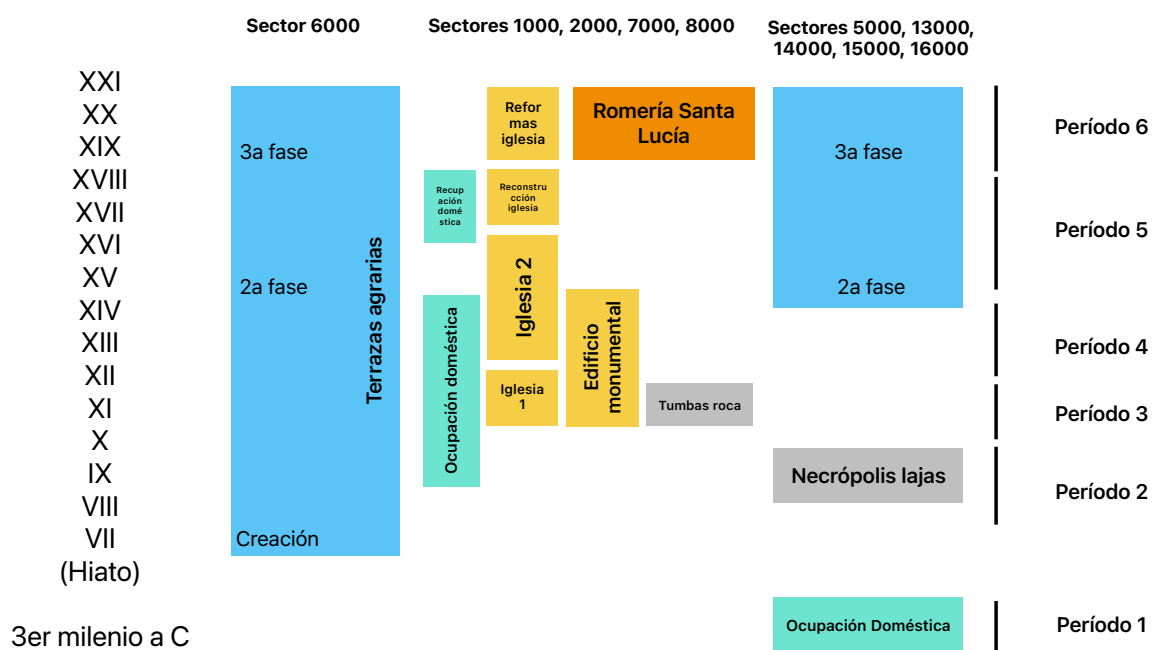 Sector 6000
Sectores 1000, 2000, 7000, 8000
Sectores 5000, 13000,
14000, 15000, 16000
XXI
XX
XIX
XVIII
XVII
XVI
XV
XIV
XIII
XII
XI
X
IX
VIII
VII
(Hiato)
3er milenio a C
3a fase
2a fase
Creación
Terrazas agrarias
Recup
ación
domé
stica
Ocupación doméstica
Refor
mas
iglesia
Reconstru
cción
iglesia
Iglesia 2
Iglesia
1
Edificio
monumental
Romería Santa
Lucía
Tumbas roca
3a fase
2a fase
Necrópolis lajas
Ocupación Doméstica
Período 6
Período 5
Período 4
Período 3
Período 2
Período 1